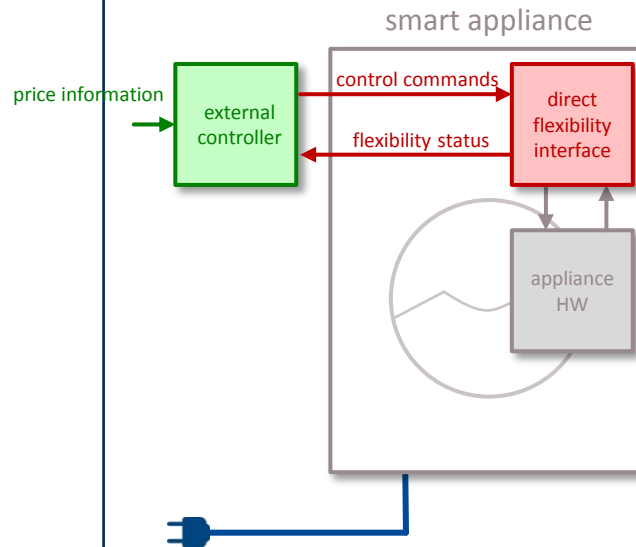 smart appliance
price information
external
controller
control commands
flexibility status
direct
flexibility
interface
appliance
HW